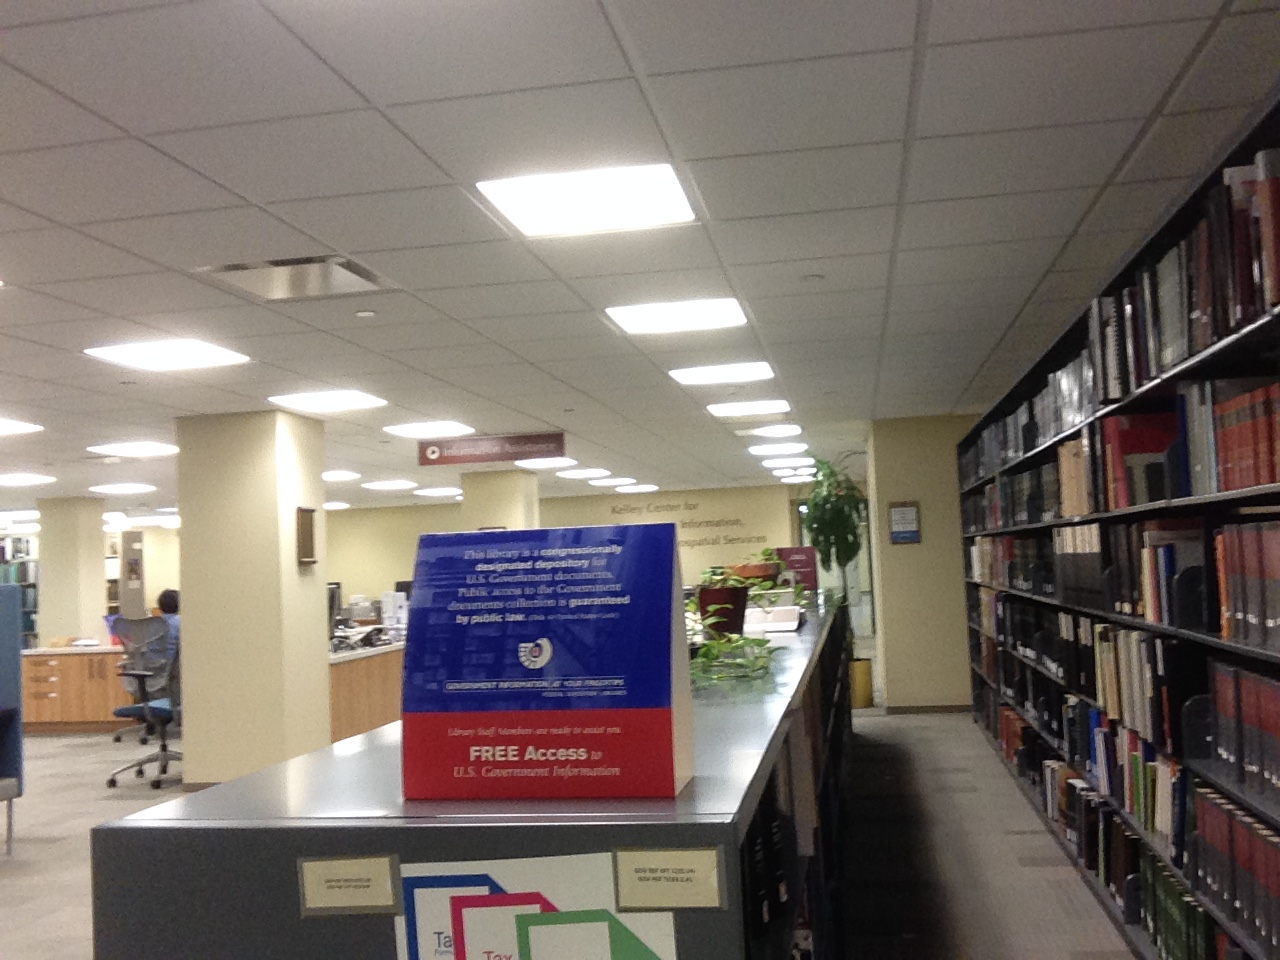 Information Assistance
Kelley Center for
Information,
ospatial Services
This library is a congressionally
designated depository for
U.S. Government documents.
Public access to the Government
documents collection is guaranteed
by public law.
GOVERNMENT INFORMATION AT YOUR FINGERTIPS
Library Staff Members are ready to assist you
FREE Access to
U.S. Government Information
Ta
Tax